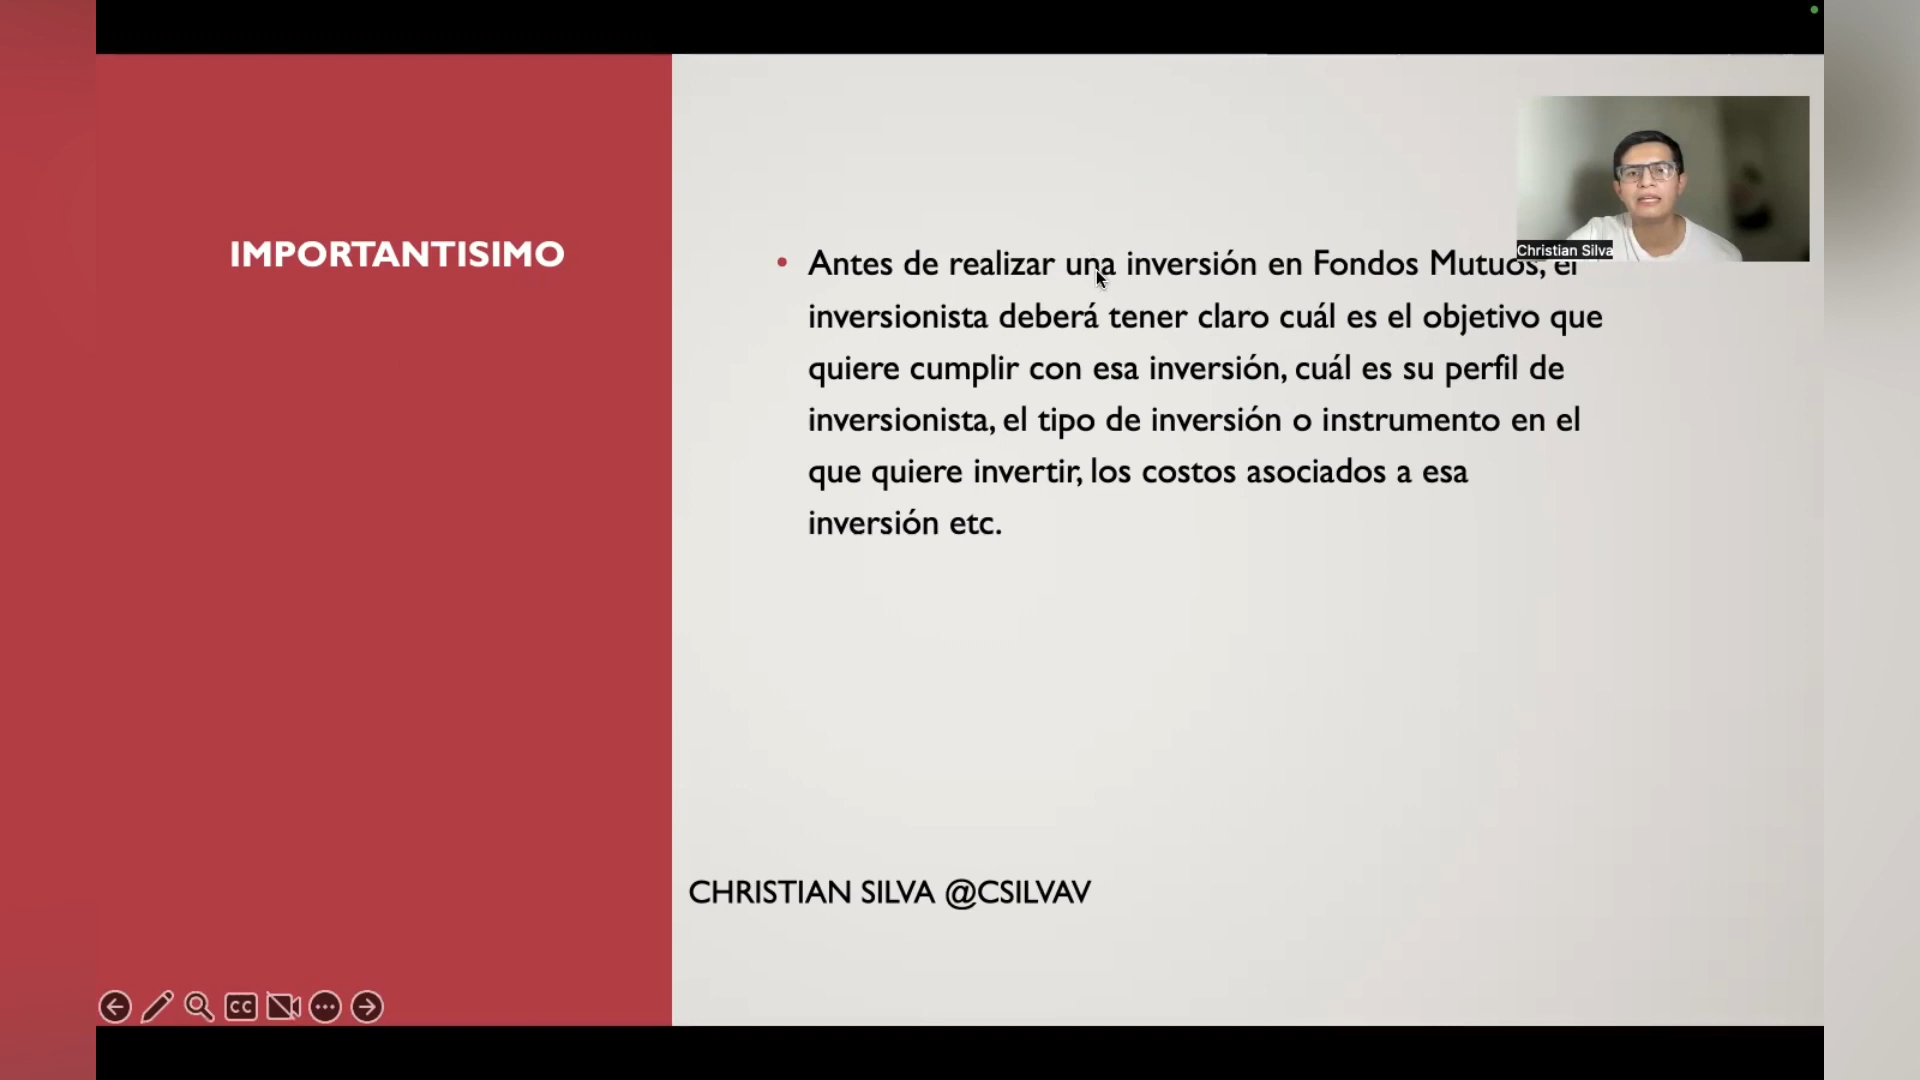 IMPORTANTISIMO
• Antes de realizar una inversión en Fondos Mutuos, el
inversionista deberá tener claro cuál es el objetivo que
quiere cumplir con esa inversión, cuál es su perfil de
inversionista, el tipo de inversión o instrumento en el
que quiere invertir, los costos asociados a esa
inversión etc.
Christian Silva
CHRISTIAN SILVA @CSILVAV
CC